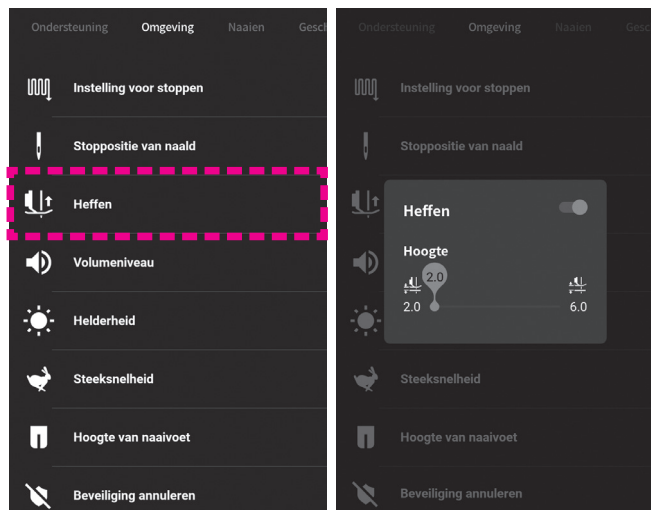 Ondersteuning Omgeving Naaien Gesch
Instelling voor stoppen
Stoppositie van naald
Heffen
Volumeniveau
Helderheid
Steeksnelheid
Hoogte van naaivoet
Beveiliging annuleren
Ondersteuning Omgeving Naaien Gesc
Instelling voor stoppen
Stoppositie van naald
Heffen
Hoogte
2.0
2.0 6.0
Steeksnelheid
Hoogte van naaivoet
Beveiliging annuleren